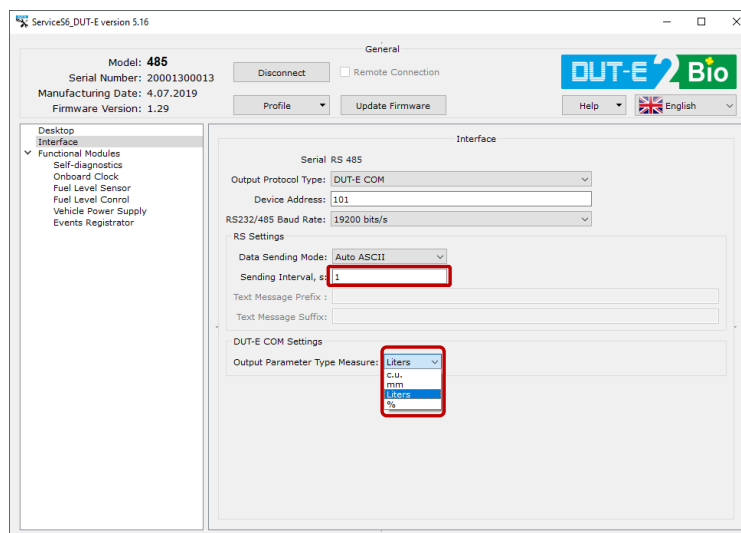 ServiceS6_DUT-E version 5.16
General
Model: 485
Serial Number: 20001300013
Manufacturing Date: 4.07.2019
Firmware Version: 1.29
Disconnect
Remote Connection
Profile
Update Firmware
DUT-E 2 Bio
Help
English
Desktop
Interface
Functional Modules
Self-diagnostics
Onboard Clock
Fuel Level Sensor
Fuel Level Conrol
Vehicle Power Supply
Events Registrator
Interface
Serial RS 485
Output Protocol Type: DUT-E COM
Device Address: 101
RS232/485 Baud Rate: 19200 bits/s
RS Settings
Data Sending Mode: Auto ASCII
Sending Interval, s: 1
Text Message Prefix :
Text Message Suffix:
DUT-E COM Settings
Output Parameter Type Measure: Liters
c.u.
mm
Liters
%